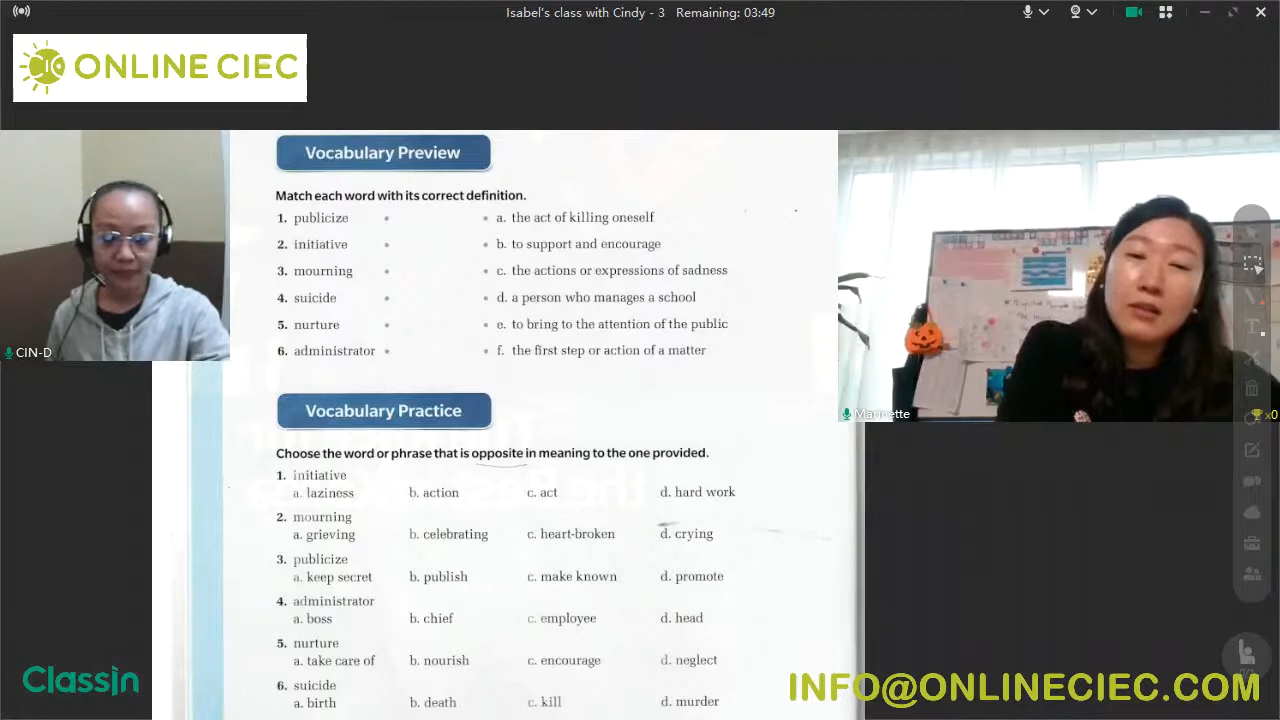 Isabel's class with Cindy - 3 Remaining: 03:49
ONLINE CIEC
Vocabulary Preview
Match each word with its correct definition.
1. publicize
a. the act of killing oneself
2. initiative
b. to support and encourage
3. mourning
c. the actions or expressions of sadness
4. suicide
d. a person who manages a school
5. nurture
e. to bring to the attention of the public
6. administrator
f. the first step or action of a matter
CIN-D
x0
Vocabulary Practice
Choose the word or phrase that is opposite in meaning to the one provided.
1. initiative
a. laziness b. action c. act d. hard work
2. mourning
a. grieving b. celebrating c. heart-broken d. crying
3. publicize
a. keep secret b. publish c. make known d. promote
4. administrator
a. boss b. chief c. employee d. head
5. nurture
a. take care of b. nourish c. encourage d. neglect
6. suicide
a. birth b. death c. kill d. murder
ClassIn
INFO@ONLINECIEC.COM